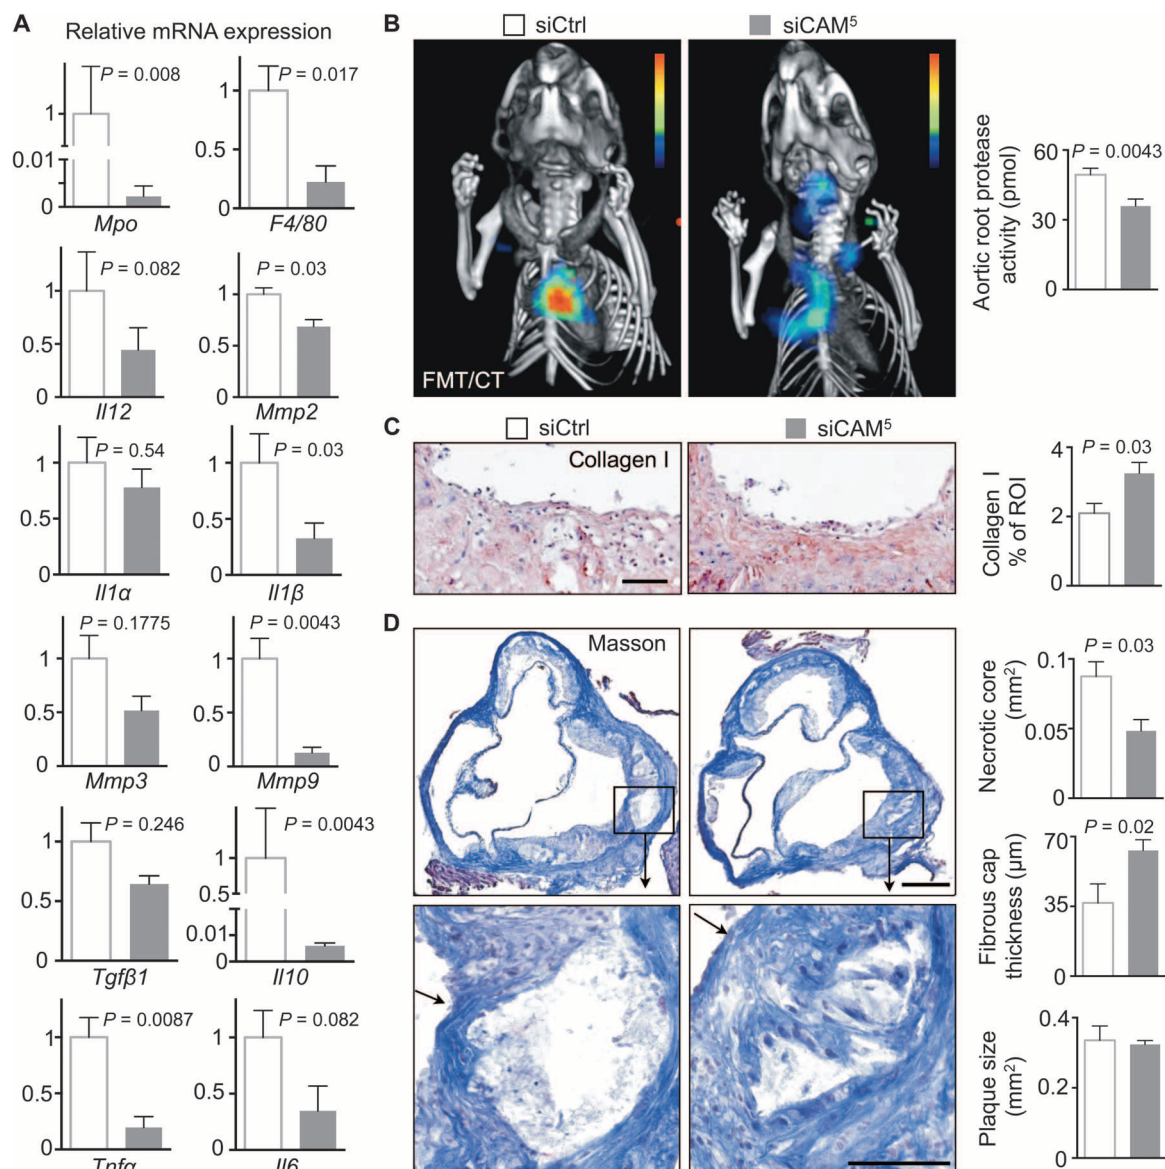 A
Relative mRNA expression
P = 0.008
1
0.01
0
Mpo
P = 0.017
1
0.5
0
F4/80
P = 0.082
1
0.5
0
Il12
P = 0.03
1
0.5
0
Mmp2
P = 0.54
1
0.5
0
Il1α
P = 0.03
1
0.5
0
Il1β
P = 0.1775
1
0.5
0
Mmp3
P = 0.0043
1
0.5
0
Mmp9
P = 0.246
1
0.5
0
Tgfβ1
P = 0.0043
1
0.5
0.01
0
Il10
P = 0.0087
1
0.5
0
Tnfα
P = 0.082
1
0.5
0
Il6
B
siCtrl
siCAM⁵
FMT/CT
Aortic root protease
activity (pmol)
P = 0.0043
60
30
0
C
siCtrl
siCAM⁵
Collagen I
Collagen I
% of ROI
P = 0.03
4
2
0
D
Masson
Necrotic core
(mm²)
P = 0.03
0.1
0.05
0
Fibrous cap
thickness (μm)
P = 0.02
70
35
0
Plaque size
(mm²)
0.4
0.2
0